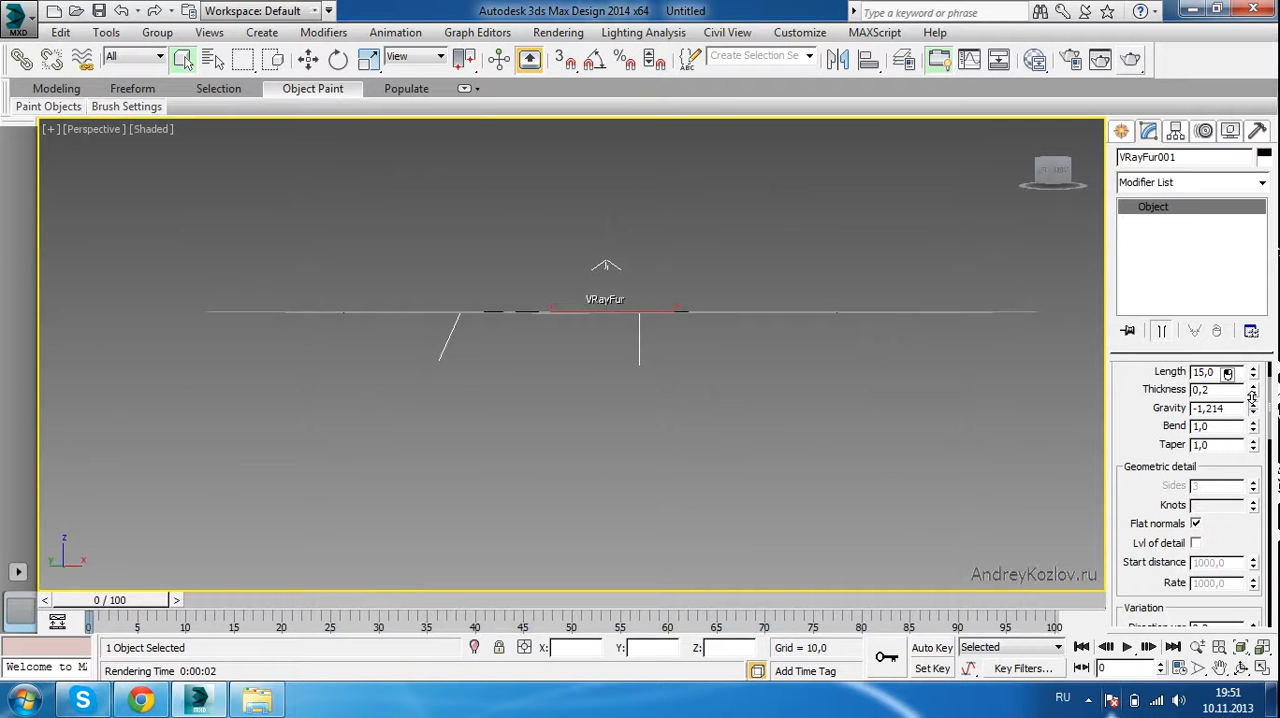 MXD
Workspace: Default
Autodesk 3ds Max Design 2014 x64 Untitled
Type a keyword or phrase
Edit Tools Group Views Create Modifiers Animation Graph Editors Rendering Lighting Analysis Civil View Customize MAXScript Help
All View 3 Create Selection Se
Modeling Freeform Selection Object Paint Populate
Paint Objects Brush Settings
[+] [Perspective] [Shaded]
VRayFur001
Modifier List
Object
VRayFur
Length 15,0
Thickness 0,2
Gravity -1,214
Bend 1,0
Taper 1,0
Geometric detail
Sides 3
Knots
Flat normals
Lvl of detail
Start distance 1000,0
Rate 1000,0
Variation
z
y x
AndreyKozlov.ru
< 0 / 100 >
0 5 10 15 20 25 30 35 40 45 50 55 60 65 70 75 80 85 90 95 100
1 Object Selected X: Y: Z: Grid = 10,0 Auto Key Selected
Welcome to Ma Rendering Time 0:00:02 Add Time Tag Set Key Key Filters... 0
RU 19:51
10.11.2013